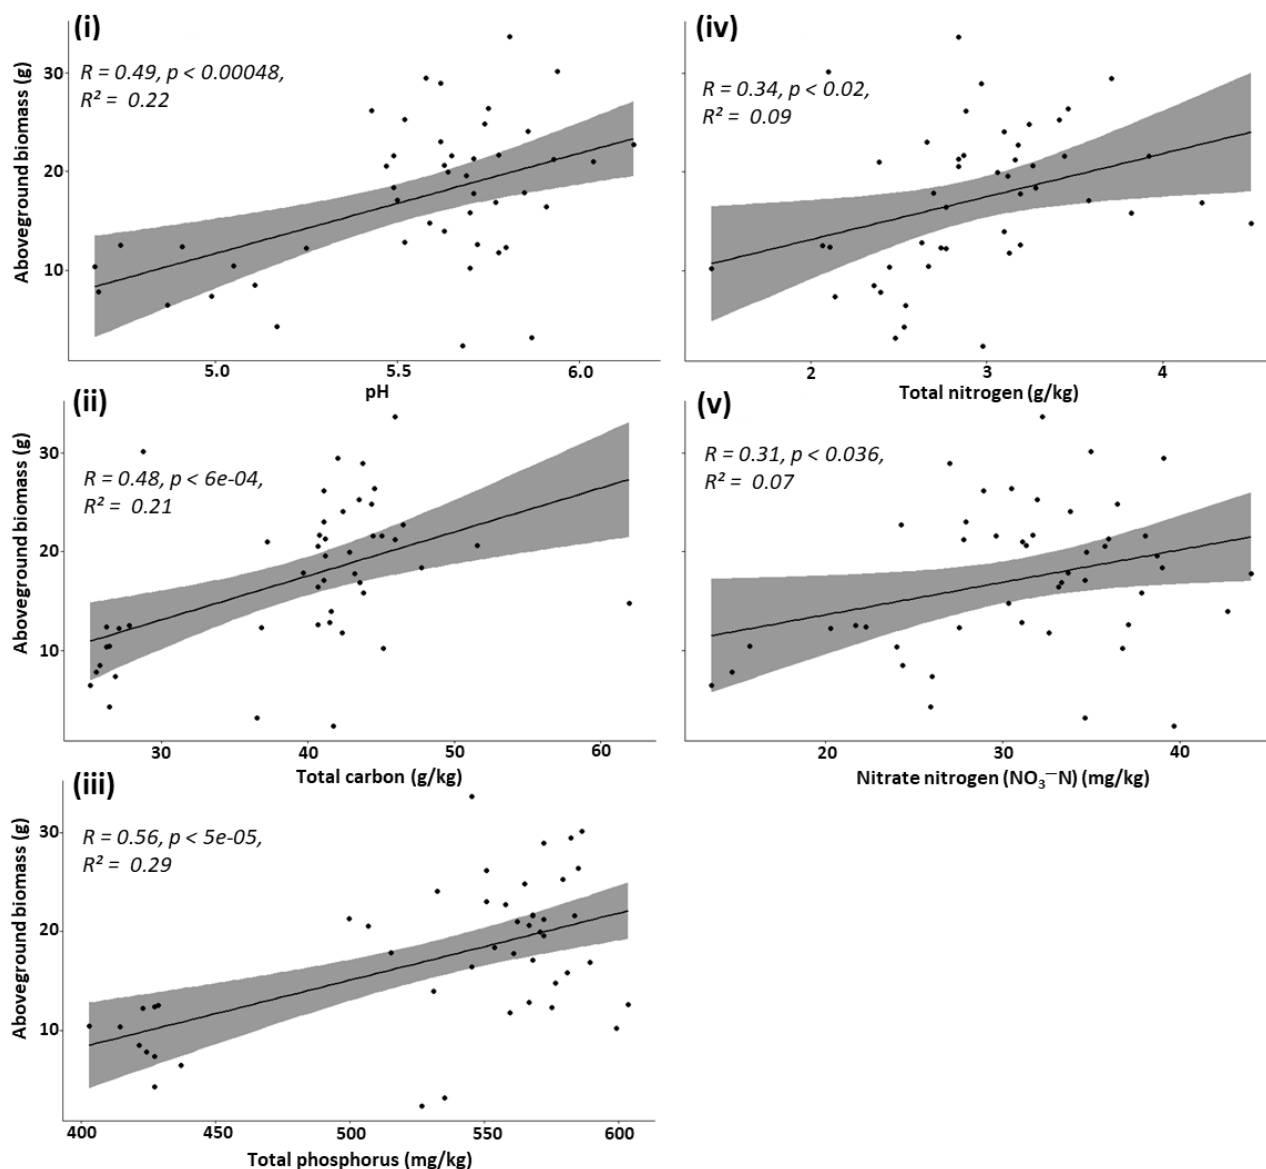 (i)
R = 0.49, p < 0.00048,
R² = 0.22
Aboveground biomass (g)
30
20
10
5.0 5.5 6.0
pH
(ii)
R = 0.48, p < 6e-04,
R² = 0.21
Aboveground biomass (g)
30
20
10
30 40 50 60
Total carbon (g/kg)
(iii)
R = 0.56, p < 5e-05,
R² = 0.29
Aboveground biomass (g)
30
20
10
400 450 500 550 600
Total phosphorus (mg/kg)
(iv)
R = 0.34, p < 0.02,
R² = 0.09
2 3 4
Total nitrogen (g/kg)
(v)
R = 0.31, p < 0.036,
R² = 0.07
20 30 40
Nitrate nitrogen (NO₃⁻N) (mg/kg)